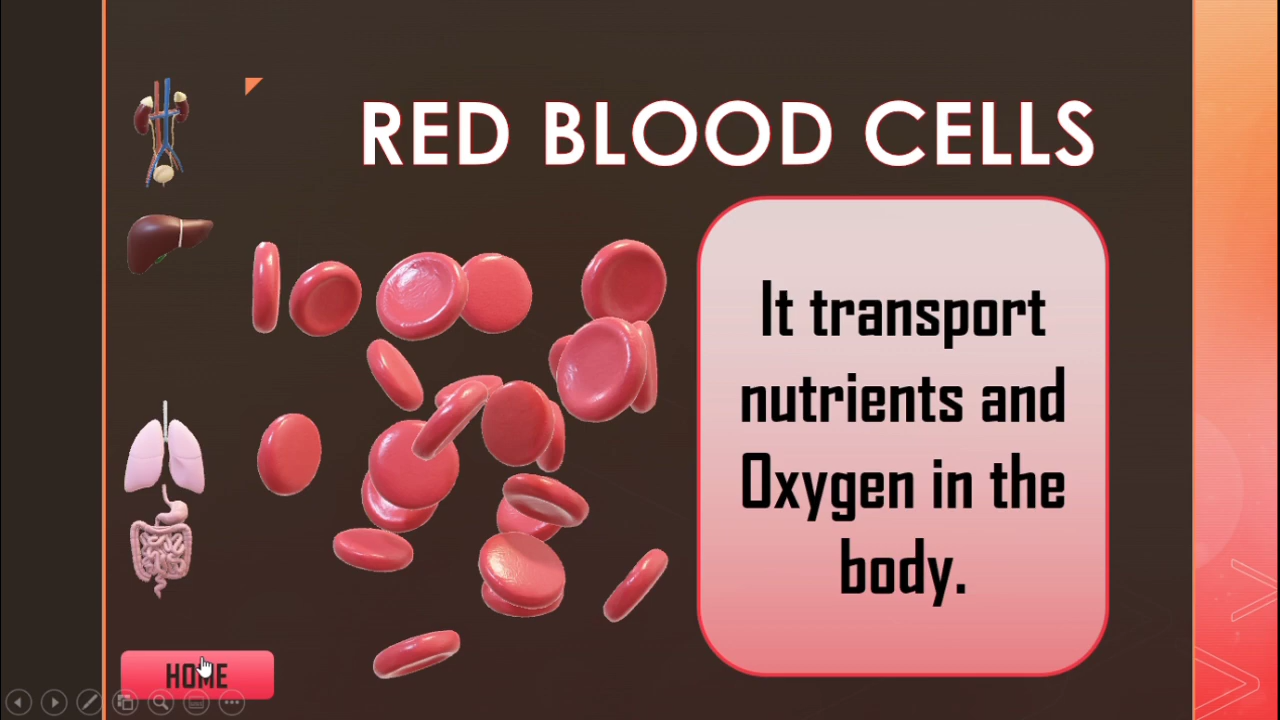 RED BLOOD CELLS
It transport
nutrients and
Oxygen in the
body.
HOME